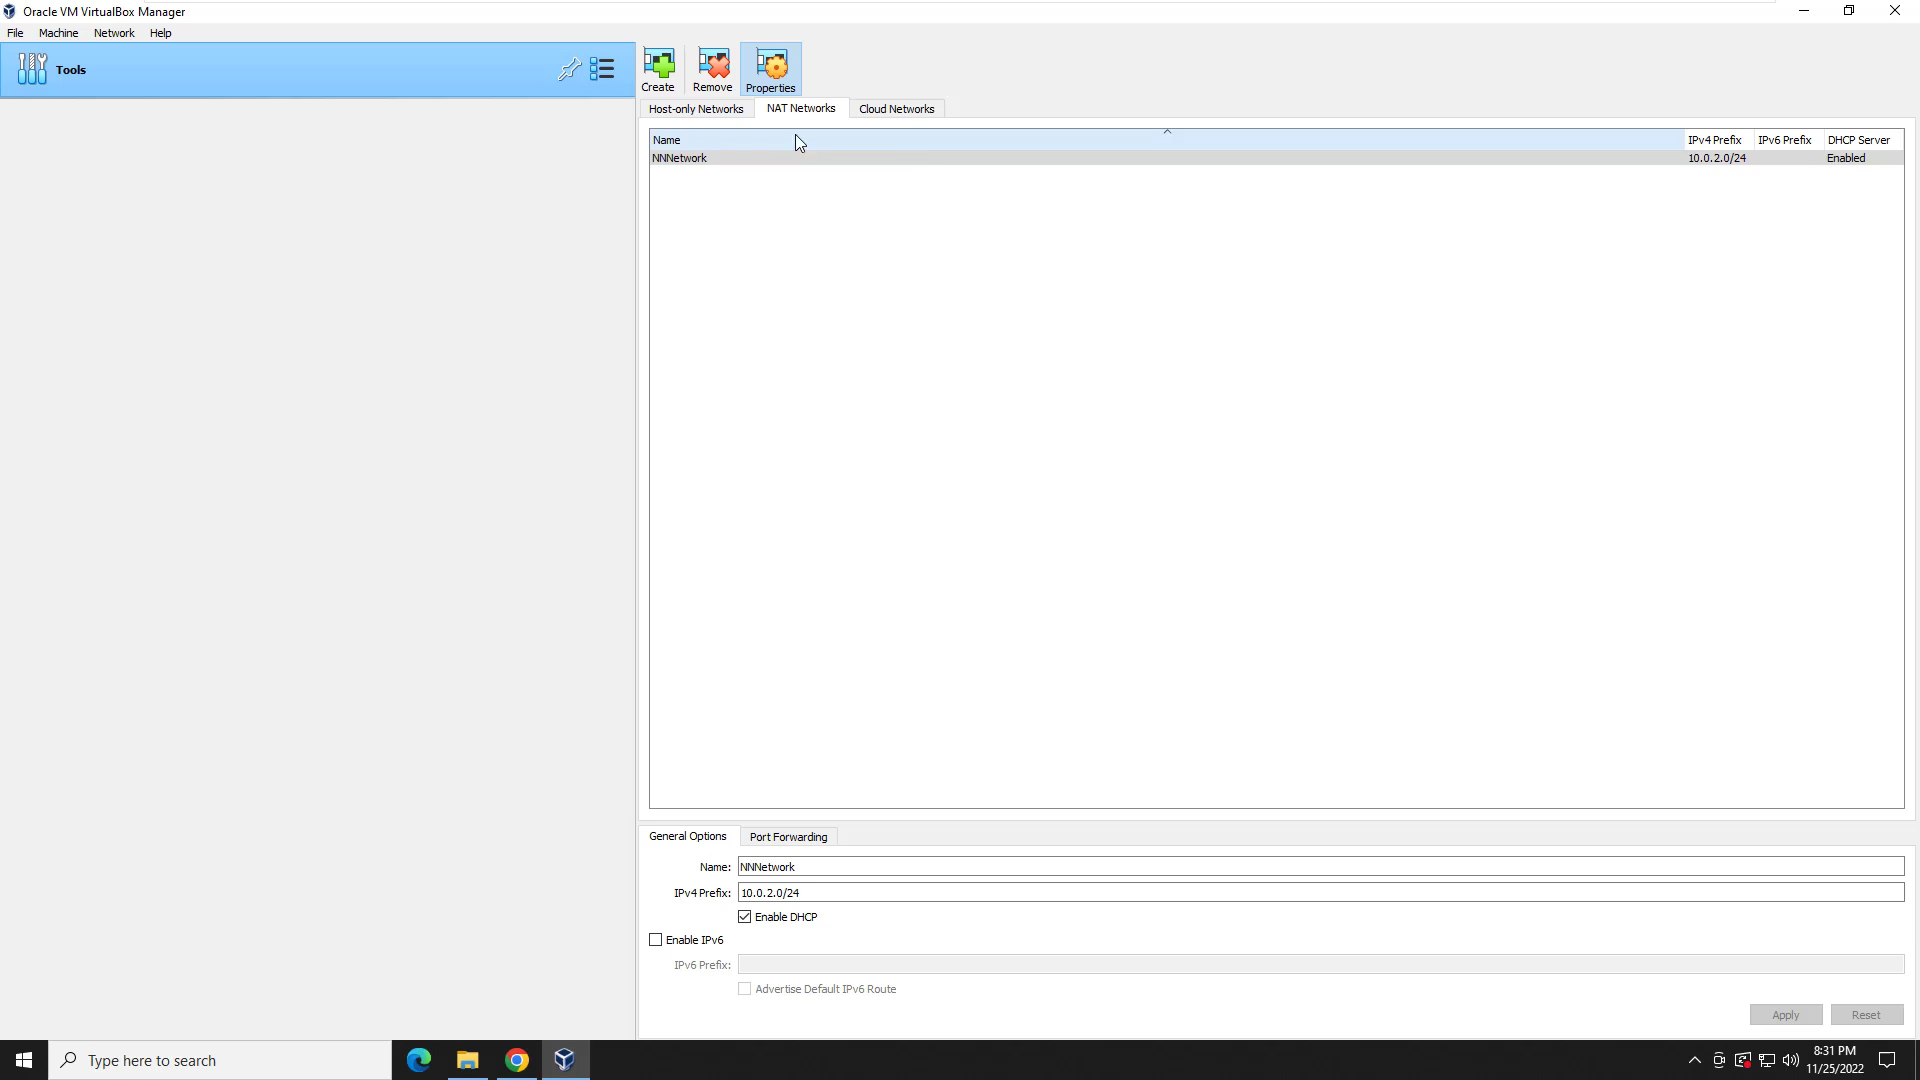 Oracle VM VirtualBox Manager
File Machine Network Help
Tools
Create Remove Properties
Host-only Networks NAT Networks Cloud Networks
Name IPv4 Prefix IPv6 Prefix DHCP Server
NNNetwork 10.0.2.0/24 Enabled
General Options Port Forwarding
Name: NNNetwork
IPv4 Prefix: 10.0.2.0/24
Enable DHCP
Enable IPv6
IPv6 Prefix:
Advertise Default IPv6 Route
Apply Reset
Type here to search
8:31 PM
11/25/2022